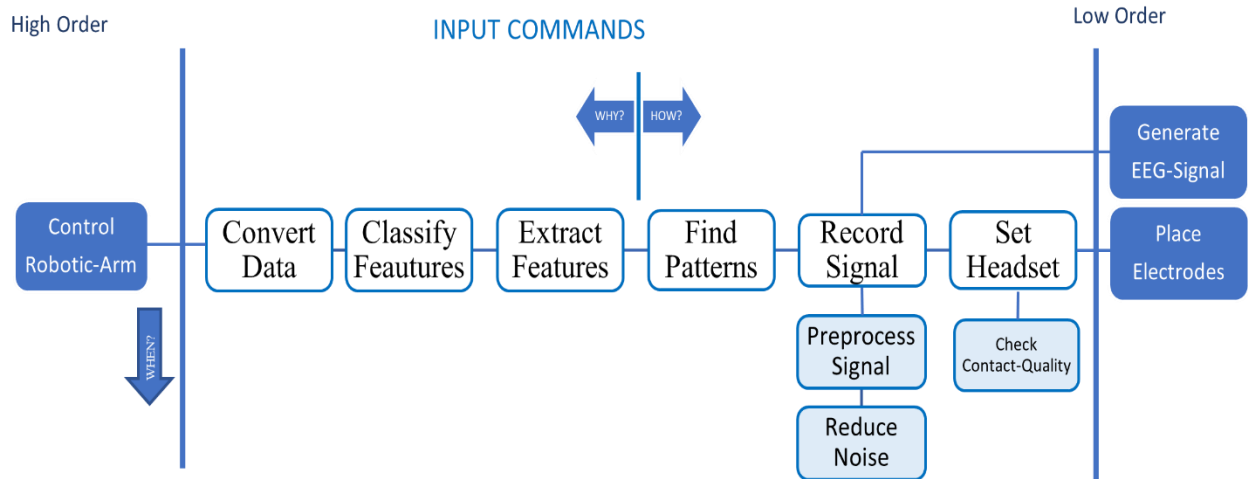 High Order
INPUT COMMANDS
Low Order
WHY?
HOW?
Generate
EEG-Signal
Control
Robotic-Arm
Convert
Data
Classify
Feautures
Extract
Features
Find
Patterns
Record
Signal
Set
Headset
Place
Electrodes
WHEN?
Preprocess
Signal
Check
Contact-Quality
Reduce
Noise